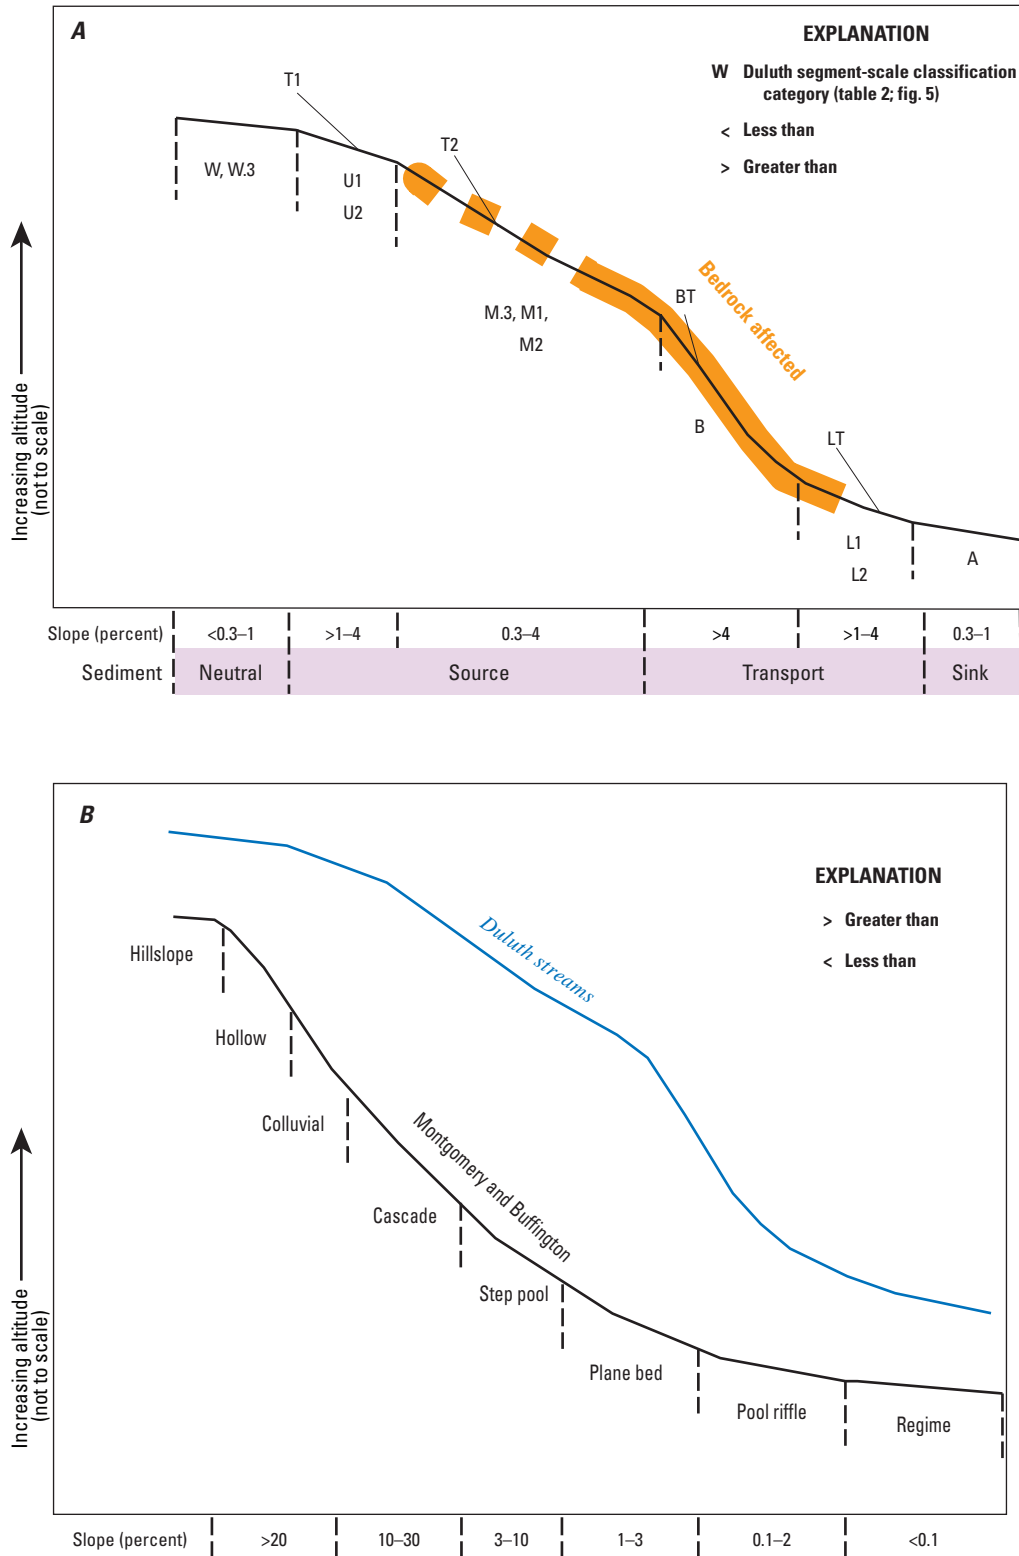 A
EXPLANATION
W Duluth segment-scale classification
category (table 2; fig. 5)
< Less than
> Greater than
T1
T2
W, W.3
U1
U2
M.3, M1,
M2
BT
Bedrock affected
B
LT
L1
L2
A
Increasing altitude
(not to scale)
Slope (percent) <0.3–1 >1–4 0.3–4 >4 >1–4 0.3–1
Sediment Neutral Source Transport Sink
B
EXPLANATION
> Greater than
< Less than
Duluth streams
Montgomery and Buffington
Hillslope
Hollow
Colluvial
Cascade
Step pool
Plane bed
Pool riffle
Regime
Increasing altitude
(not to scale)
Slope (percent) >20 10–30 3–10 1–3 0.1–2 <0.1